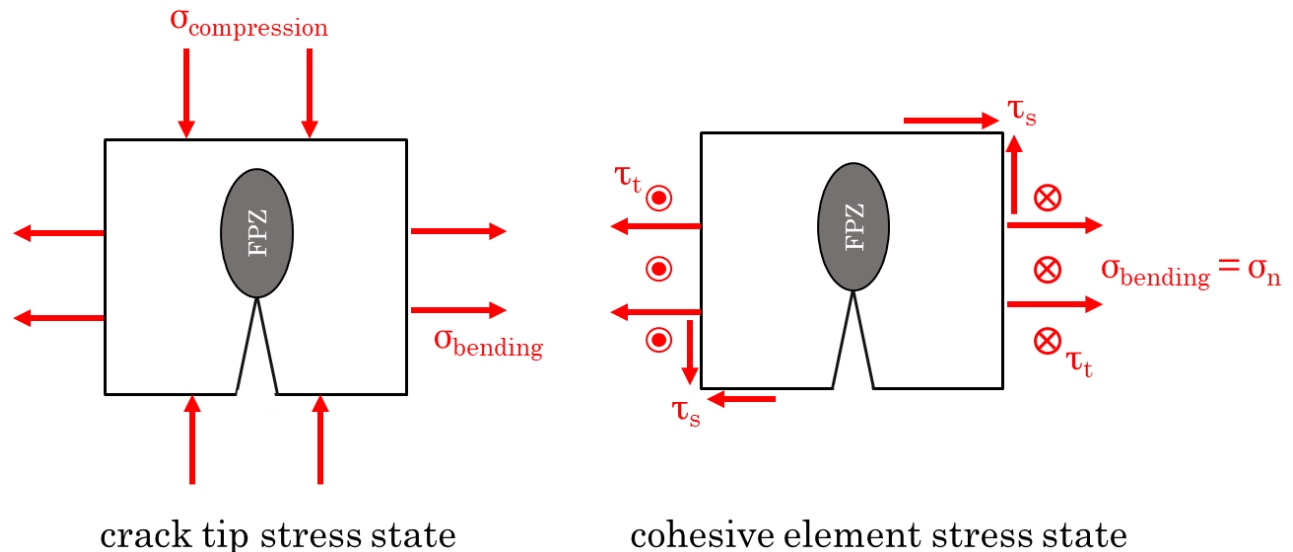 σcompression
FPZ
σbending
crack tip stress state
τs
τt
FPZ
σbending = σn
τt
τs
cohesive element stress state